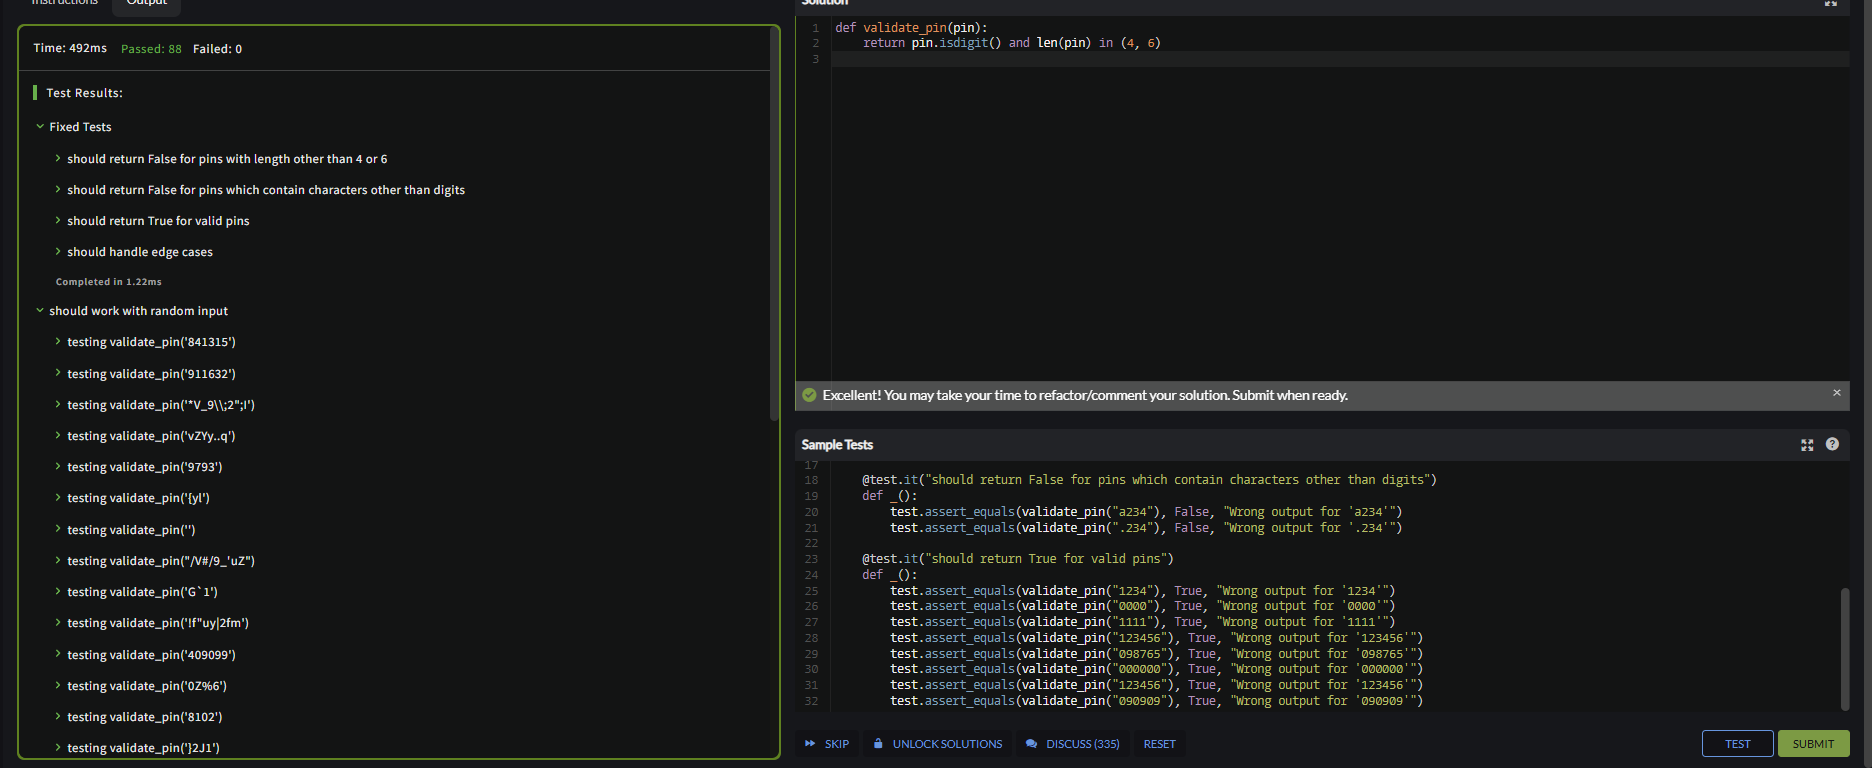 Instructions
Output
Time: 492ms Passed: 88 Failed: 0
Test Results:
Fixed Tests
should return False for pins with length other than 4 or 6
should return False for pins which contain characters other than digits
should return True for valid pins
should handle edge cases
Completed in 1.22ms
should work with random input
testing validate_pin('841315')
testing validate_pin('911632')
testing validate_pin('*V_9\\;2";I')
testing validate_pin('vZYy..q')
testing validate_pin('9793')
testing validate_pin('{yl')
testing validate_pin('')
testing validate_pin("/V#/9_'uZ")
testing validate_pin('G`1')
testing validate_pin('!f"uy|2fm')
testing validate_pin('409099')
testing validate_pin('0Z%6')
testing validate_pin('8102')
testing validate_pin('}2J1')
Solution
1 def validate_pin(pin):
2     return pin.isdigit() and len(pin) in (4, 6)
3
Excellent! You may take your time to refactor/comment your solution. Submit when ready.
Sample Tests
17
18     @test.it("should return False for pins which contain characters other than digits")
19     def _():
20         test.assert_equals(validate_pin("a234"), False, "Wrong output for 'a234'")
21         test.assert_equals(validate_pin(".234"), False, "Wrong output for '.234'")
22
23     @test.it("should return True for valid pins")
24     def _():
25         test.assert_equals(validate_pin("1234"), True, "Wrong output for '1234'")
26         test.assert_equals(validate_pin("0000"), True, "Wrong output for '0000'")
27         test.assert_equals(validate_pin("1111"), True, "Wrong output for '1111'")
28         test.assert_equals(validate_pin("123456"), True, "Wrong output for '123456'")
29         test.assert_equals(validate_pin("098765"), True, "Wrong output for '098765'")
30         test.assert_equals(validate_pin("000000"), True, "Wrong output for '000000'")
31         test.assert_equals(validate_pin("123456"), True, "Wrong output for '123456'")
32         test.assert_equals(validate_pin("090909"), True, "Wrong output for '090909'")
SKIP UNLOCK SOLUTIONS DISCUSS (335) RESET TEST SUBMIT